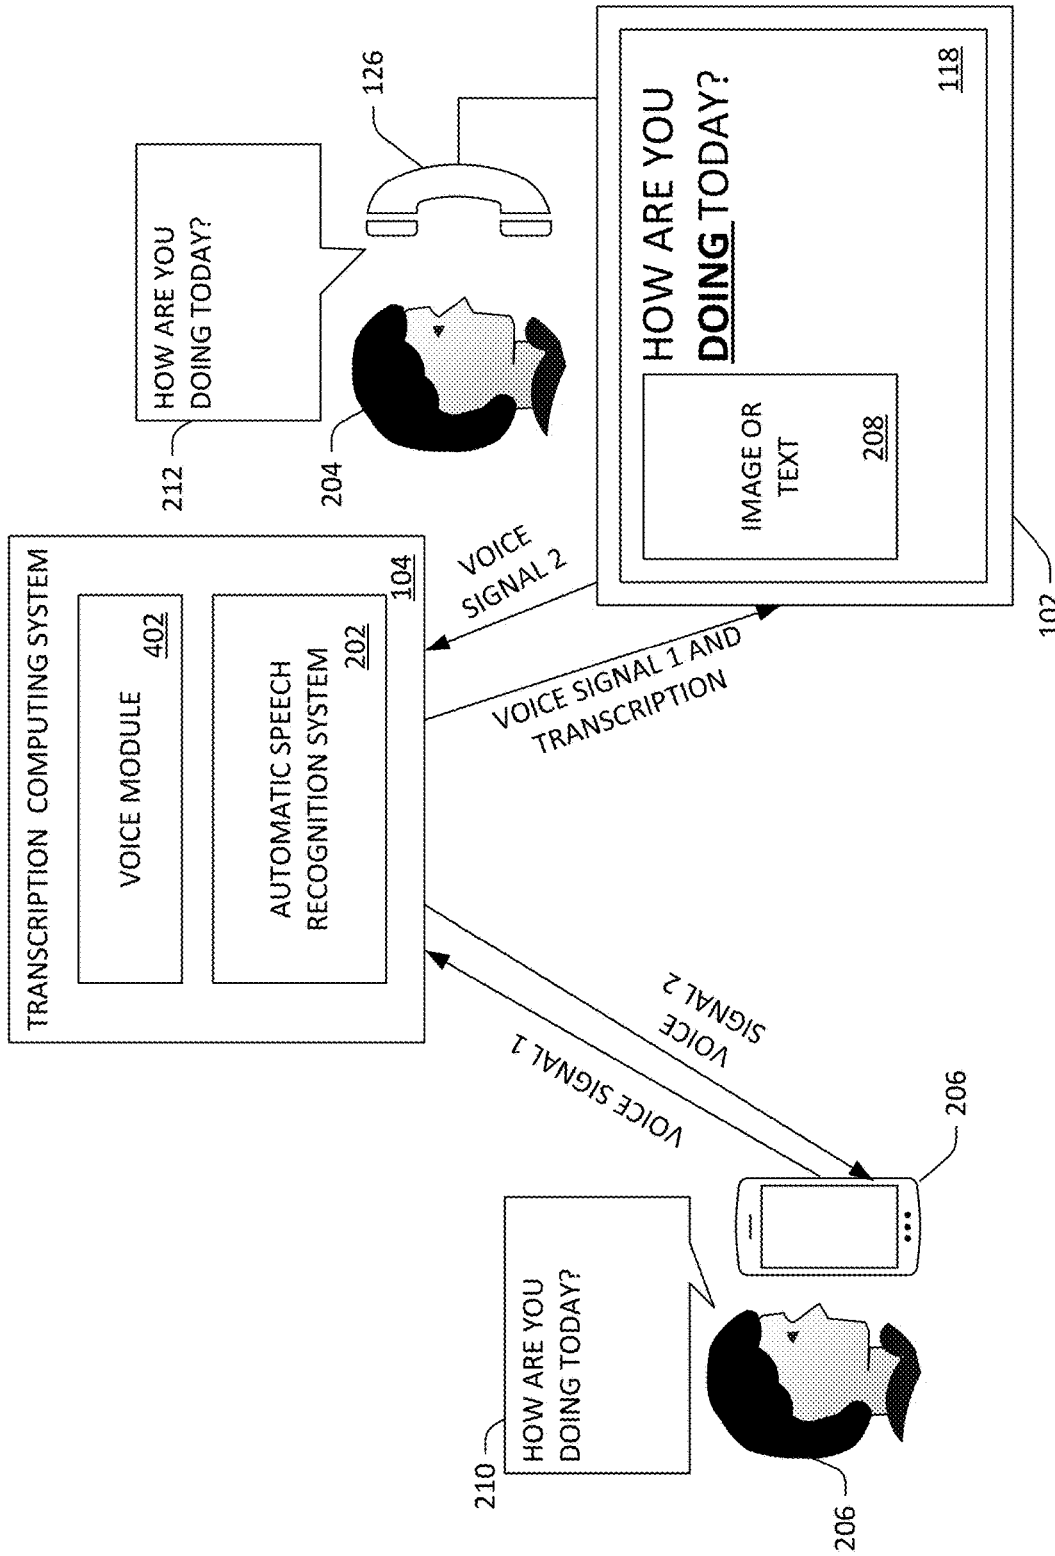 TRANSCRIPTION COMPUTING SYSTEM
VOICE MODULE
402
AUTOMATIC SPEECH
RECOGNITION SYSTEM
202
104
212
HOW ARE YOU
DOING TODAY?
204
126
VOICE
SIGNAL 2
VOICE SIGNAL 1 AND
TRANSCRIPTION
VOICE SIGNAL 1
VOICE
SIGNAL 2
210
HOW ARE YOU
DOING TODAY?
206
206
IMAGE OR
TEXT
208
HOW ARE YOU
DOING TODAY?
118
102